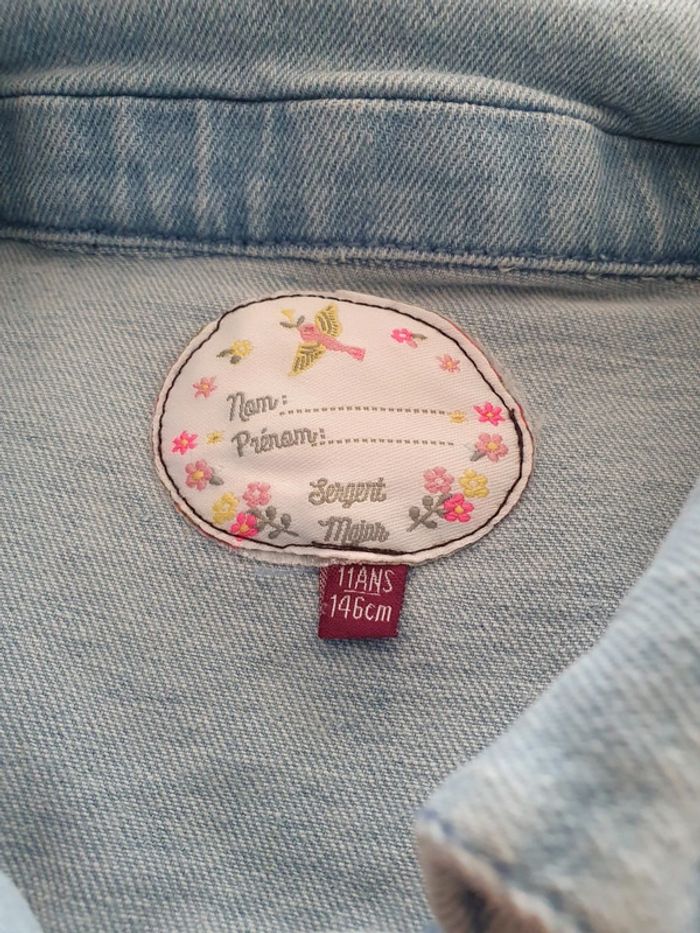 Nom:
Prénom:
Sergent
Major
11ANS
146cm